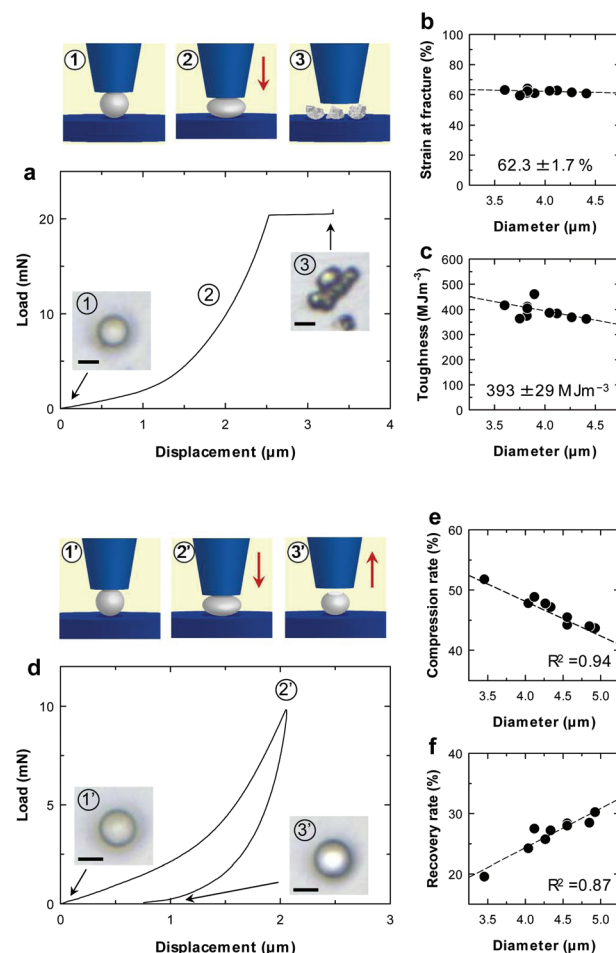 ① ② ③
a
Load (mN)
20
10
0
① ② ③
0 1 2 3 4
Displacement (μm)
b
Strain at fracture (%)
100
80
60
40
20
0
62.3 ±1.7 %
3.5 4.0 4.5
Diameter (μm)
c
Toughness (MJm⁻³)
600
500
400
300
200
100
0
393 ±29 MJm⁻³
3.5 4.0 4.5
Diameter (μm)
①' ②' ③'
d
Load (mN)
10
5
0
①' ②' ③'
0 1 2 3
Displacement (μm)
e
Compression rate (%)
60
50
40
R² =0.94
3.5 4.0 4.5 5.0
Diameter (μm)
f
Recovery rate (%)
40
30
20
R² =0.87
3.5 4.0 4.5 5.0
Diameter (μm)